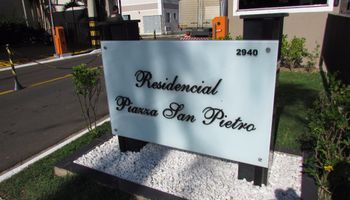 2940
Residencial
Piazza San Pietro